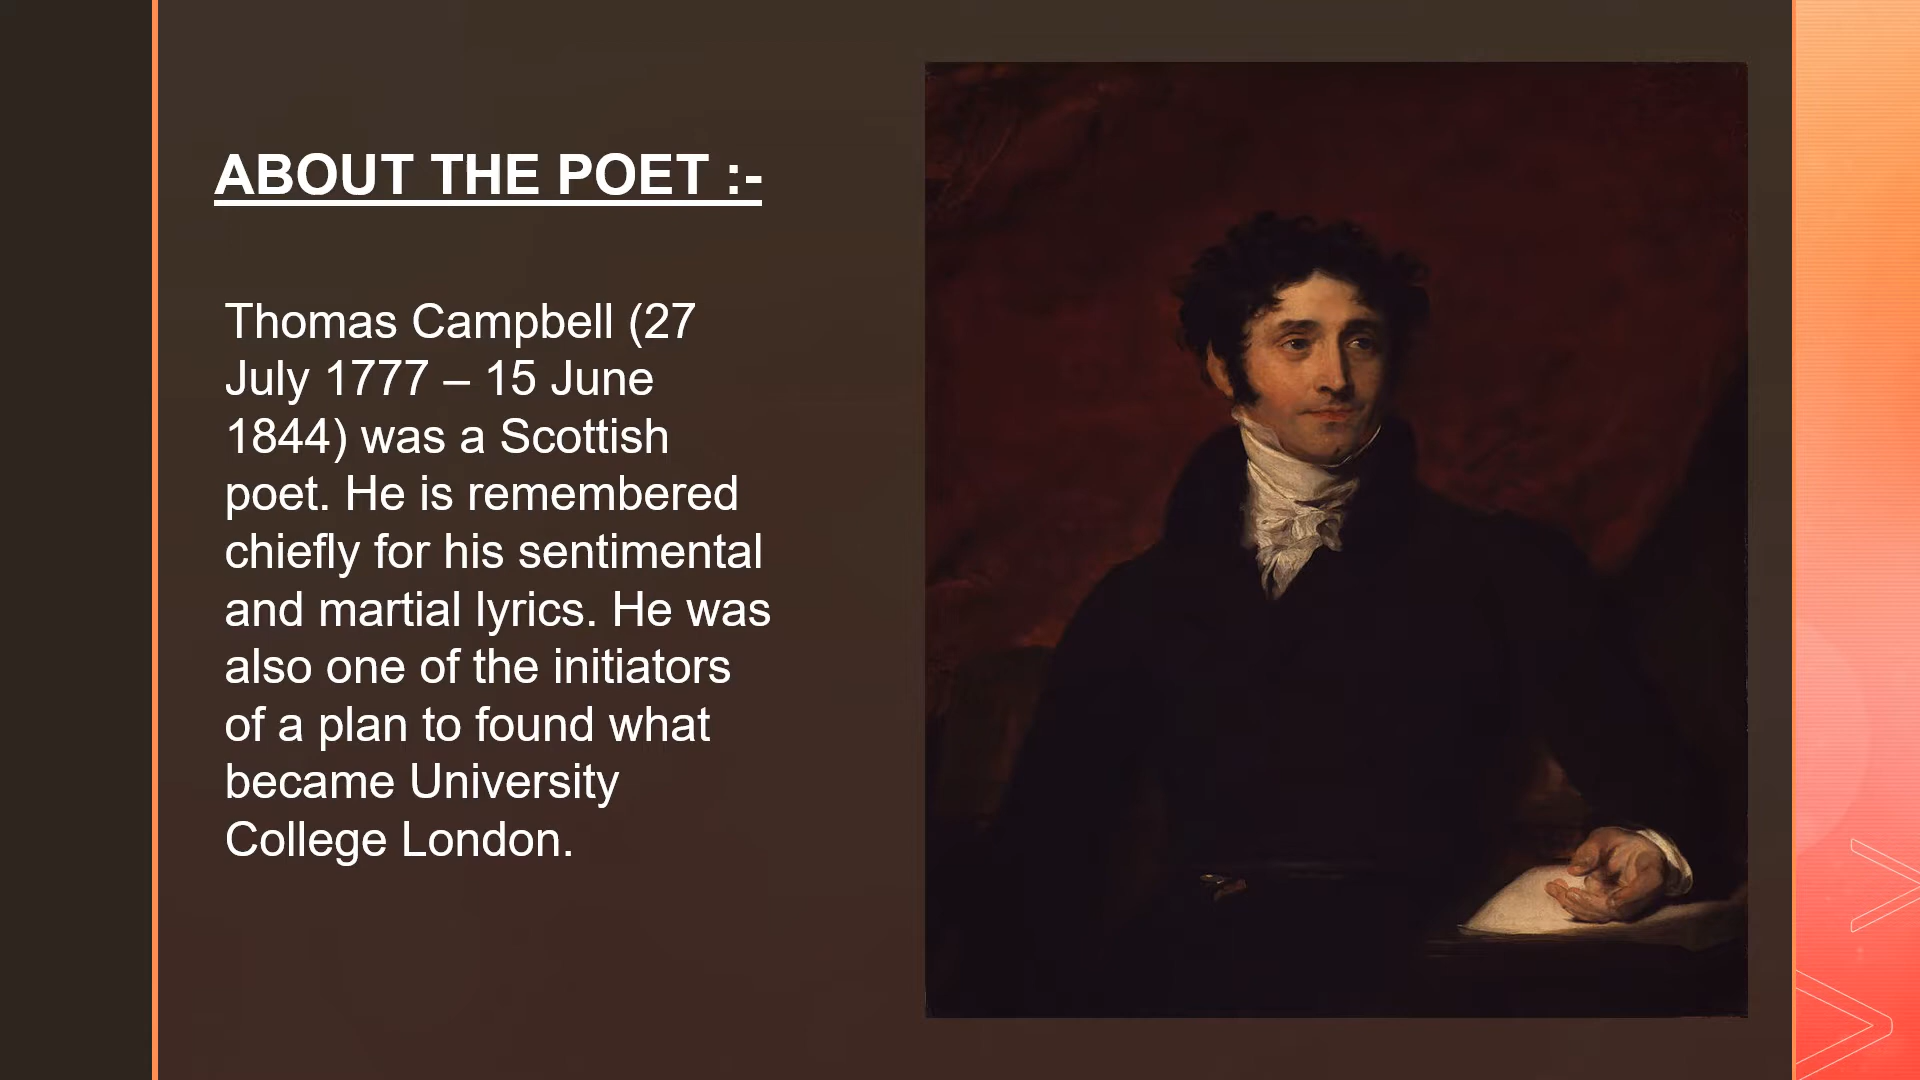 ABOUT THE POET :-
Thomas Campbell (27
July 1777 – 15 June
1844) was a Scottish
poet. He is remembered
chiefly for his sentimental
and martial lyrics. He was
also one of the initiators
of a plan to found what
became University
College London.